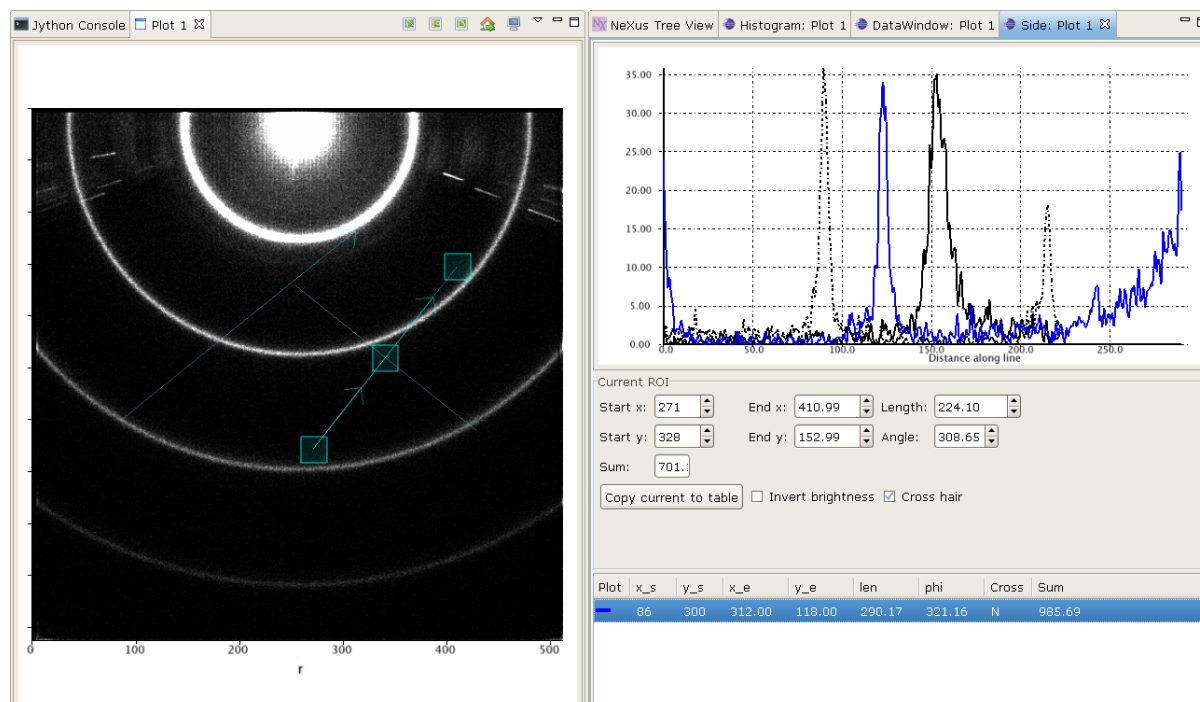 Jython Console Plot 1
NeXus Tree View Histogram: Plot 1 DataWindow: Plot 1 Side: Plot 1
0 100 200 300 400 500
r
35.00
30.00
25.00
20.00
15.00
10.00
5.00
0.00
0.0 50.0 100.0 150.0 200.0 250.0
Distance along line
Current ROI
Start x: 271 End x: 410.99 Length: 224.10
Start y: 328 End y: 152.99 Angle: 308.65
Sum: 701.
Copy current to table Invert brightness Cross hair
Plot x_s y_s x_e y_e len phi Cross Sum
86 300 312.00 118.00 290.17 321.16 N 985.69